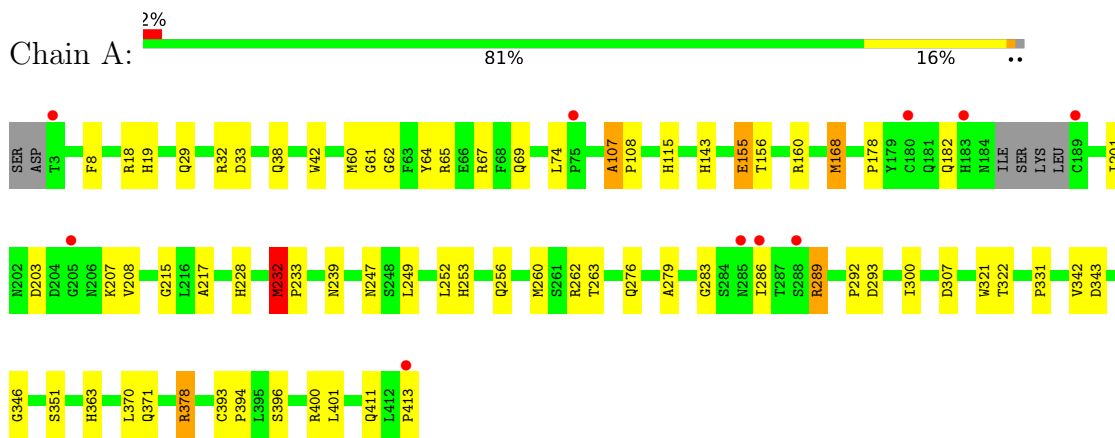 2%
Chain A:
81%
16%
••
SER ASP T3 F8 R18 H19 Q29 R32 D33 Q38 W42 M60 G61 G62 F63 Y64 R65 E66 R67 F68 Q69 L74 P75 A107 P108 H115 H143 E155 T156 R160 M168 P178 Y179 C180 Q181 Q182 H183 N184 ILE SER LYS LEU C189
N202 D203 D204 G205 N206 K207 V208 G215 L216 A217 H228 M232 P233 N239 N247 S248 L249 L252 H253 Q256 M260 S261 R262 T263 Q276 A279 G283 S284 N285 I286 T287 S288 R289 P292 D293 I300 D307 W321 T322 P331 V342 D343
G346 S351 H363 L370 Q371 R378 C393 P394 L395 S396 R400 L401 Q411 L412 P413